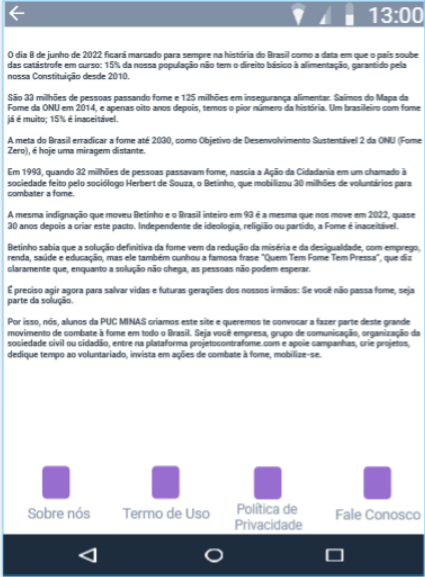 13:00
O dia 8 de junho de 2022 ficará marcado para sempre na história do Brasil como a data em que o país soube
das catástrofe em curso: 15% da nossa população não tem o direito básico à alimentação, garantido pela
nossa Constituição desde 2010.
São 33 milhões de pessoas passando fome e 125 milhões em insegurança alimentar. Saímos do Mapa da
Fome da ONU em 2014, e apenas oito anos depois, temos o pior número da história. Um brasileiro com fome
já é muito; 15% é inaceitável.
A meta do Brasil erradicar a fome até 2030, como Objetivo de Desenvolvimento Sustentável 2 da ONU (Fome
Zero), é hoje uma miragem distante.
Em 1993, quando 32 milhões de pessoas passavam fome, nascia a Ação da Cidadania em um chamado à
sociedade feito pelo sociólogo Herbert de Souza, o Betinho, que mobilizou 30 milhões de voluntários para
combater a fome.
A mesma indignação que moveu Betinho e o Brasil inteiro em 93 é a mesma que nos move em 2022, quase
30 anos depois a criar este pacto. Independente de ideologia, religião ou partido, a Fome é inaceitável.
Betinho sabia que a solução definitiva da fome vem da redução da miséria e da desigualdade, com emprego,
renda, saúde e educação, mas ele também cunhou a famosa frase "Quem Tem Fome Tem Pressa", que diz
claramente que, enquanto a solução não chega, as pessoas não podem esperar.
É preciso agir agora para salvar vidas e futuras gerações dos nossos irmãos: Se você não passa fome, seja
parte da solução.
Por isso, nós, alunos da PUC MINAS criamos este site e queremos te convocar a fazer parte deste grande
movimento de combate à fome em todo o Brasil. Seja você empresa, grupo de comunicação, organização da
sociedade civil ou cidadão, entre na plataforma projetocontrafome.com e apoie campanhas, crie projetos,
dedique tempo ao voluntariado, invista em ações de combate à fome, mobilize-se.
Sobre nós
Termo de Uso
Política de
Privacidade
Fale Conosco